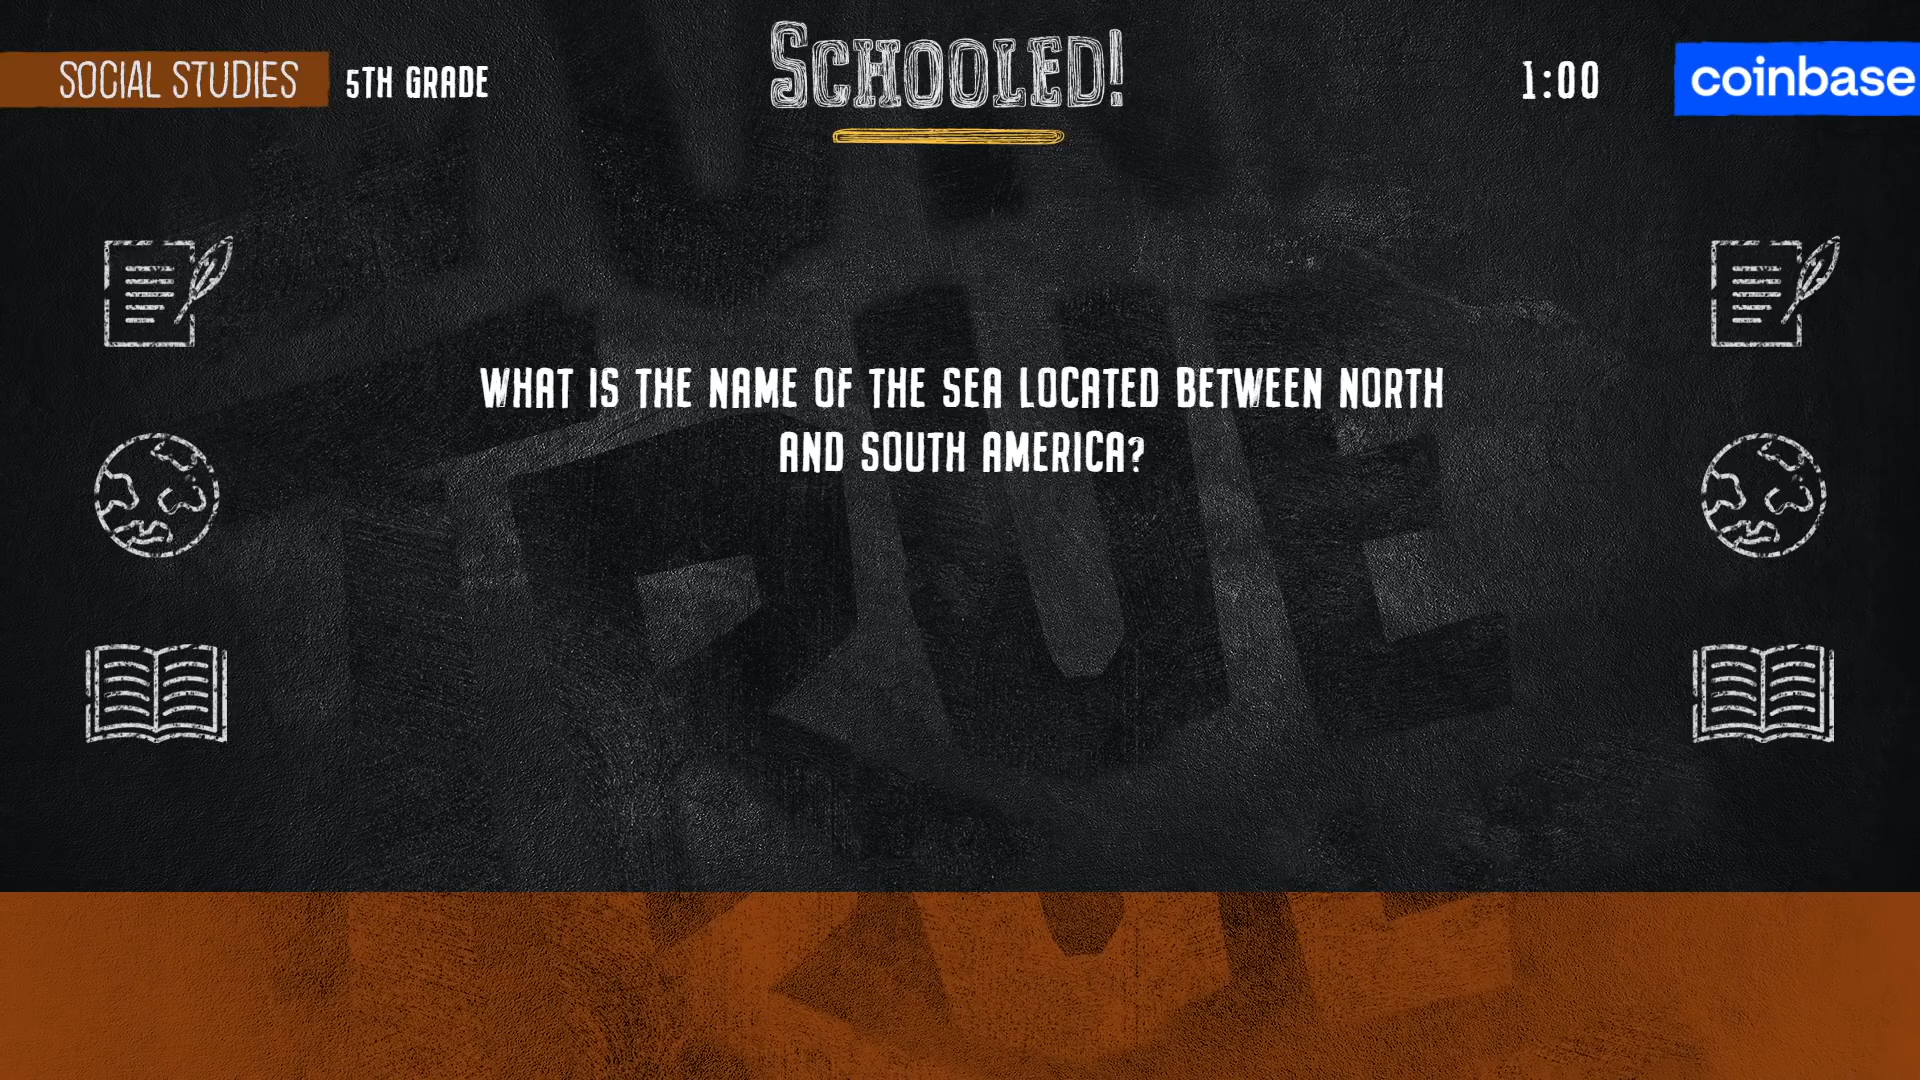 SOCIAL STUDIES 5TH GRADE
SCHOOLED!
1:00
coinbase
WHAT IS THE NAME OF THE SEA LOCATED BETWEEN NORTH
AND SOUTH AMERICA?
TRUE